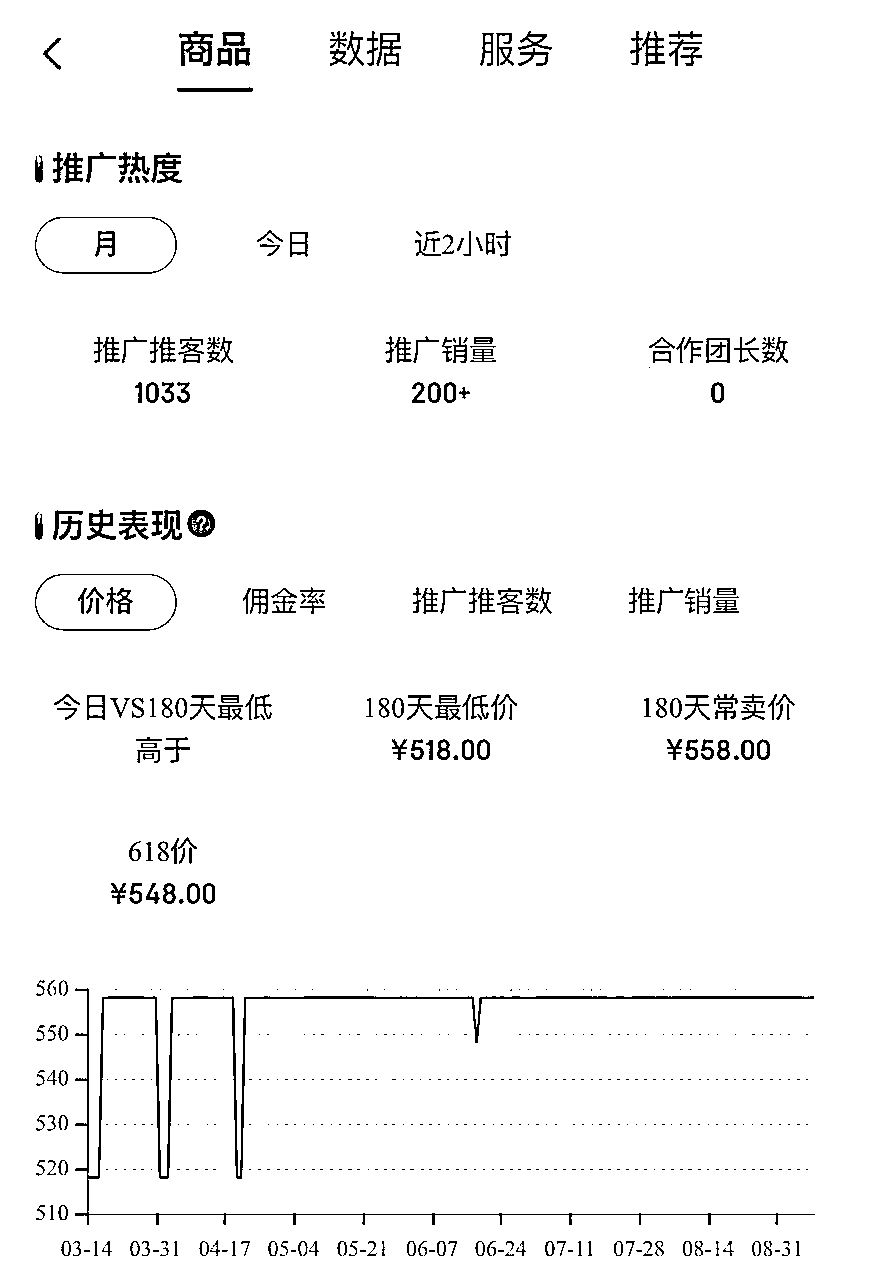 商品 数据 服务 推荐
推广热度
月 今日 近2小时
推广推客数 推广销量 合作团长数
1033 200+ 0
历史表现?
价格 佣金率 推广推客数 推广销量
今日VS180天最低 180天最低价 180天常卖价
高于 ¥518.00 ¥558.00
618价
¥548.00
560
550
540
530
520
510
03-14 03-31 04-17 05-04 05-21 06-07 06-24 07-11 07-28 08-14 08-31